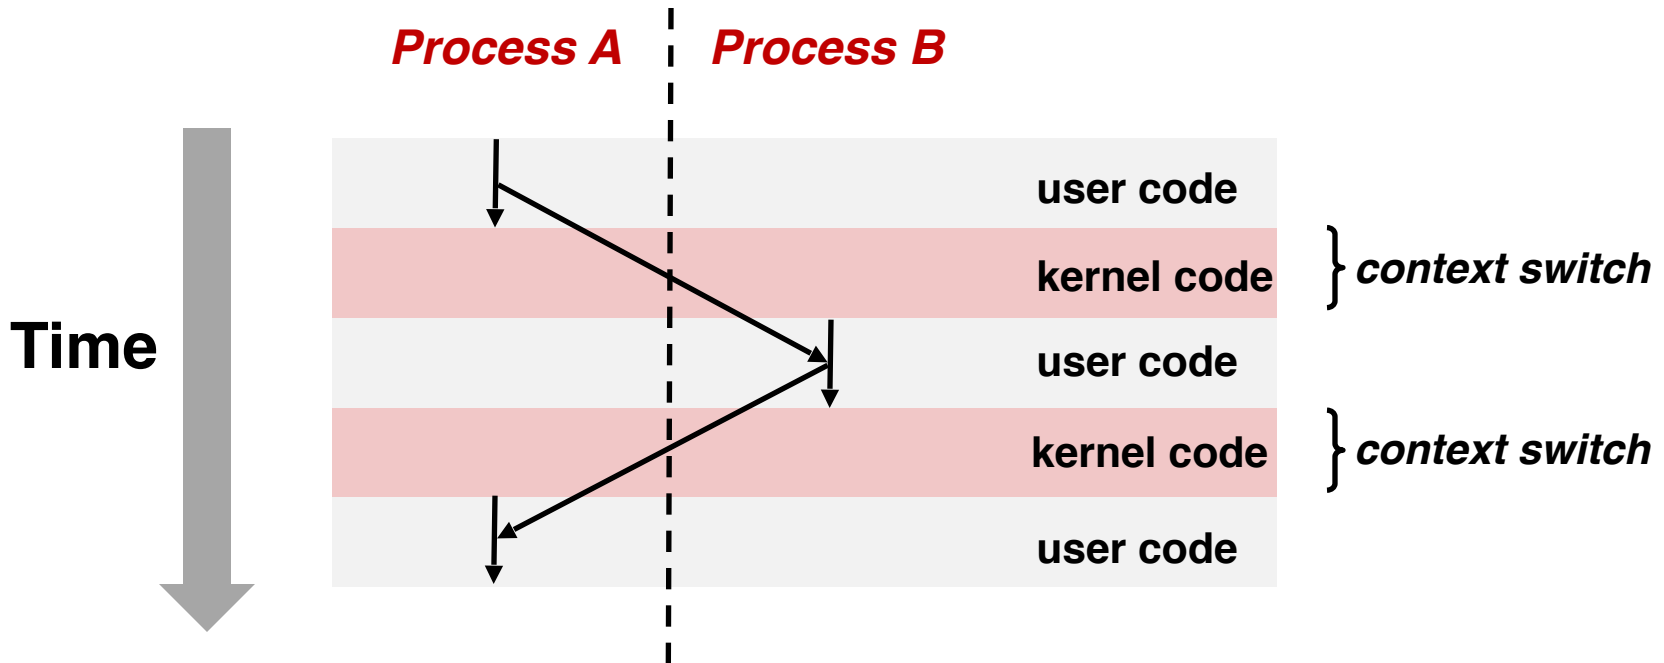 Process A
Process B
user code
kernel code
context switch
Time
user code
kernel code
context switch
user code